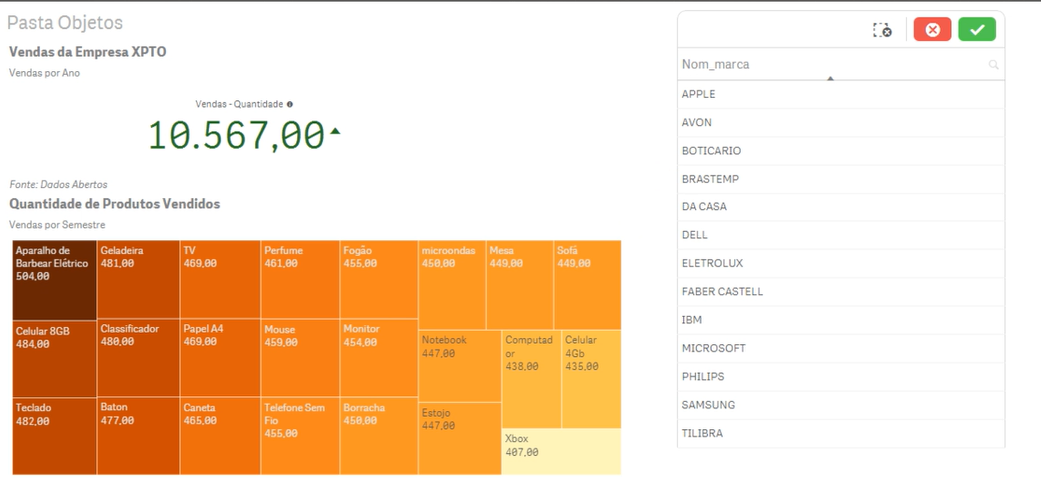 Pasta Objetos
Vendas da Empresa XPTO
Vendas por Ano
Vendas - Quantidade
10.567,00
Fonte: Dados Abertos
Quantidade de Produtos Vendidos
Vendas por Semestre
Aparalho de
Barbear Elétrico
504,00
Celular 8GB
484,00
Teclado
482,00
Geladeira
481,00
Classificador
480,00
Baton
477,00
TV
469,00
Papel A4
469,00
Caneta
465,00
Perfume
461,00
Mouse
459,00
Telefone Sem
Fio
455,00
Fogão
455,00
Monitor
454,00
Borracha
450,00
microondas
450,00
Mesa
449,00
Sofá
449,00
Notebook
447,00
Estojo
447,00
Computad
or
438,00
Celular
4Gb
435,00
Xbox
407,00
Nom_marca
APPLE
AVON
BOTICARIO
BRASTEMP
DA CASA
DELL
ELETROLUX
FABER CASTELL
IBM
MICROSOFT
PHILIPS
SAMSUNG
TILIBRA